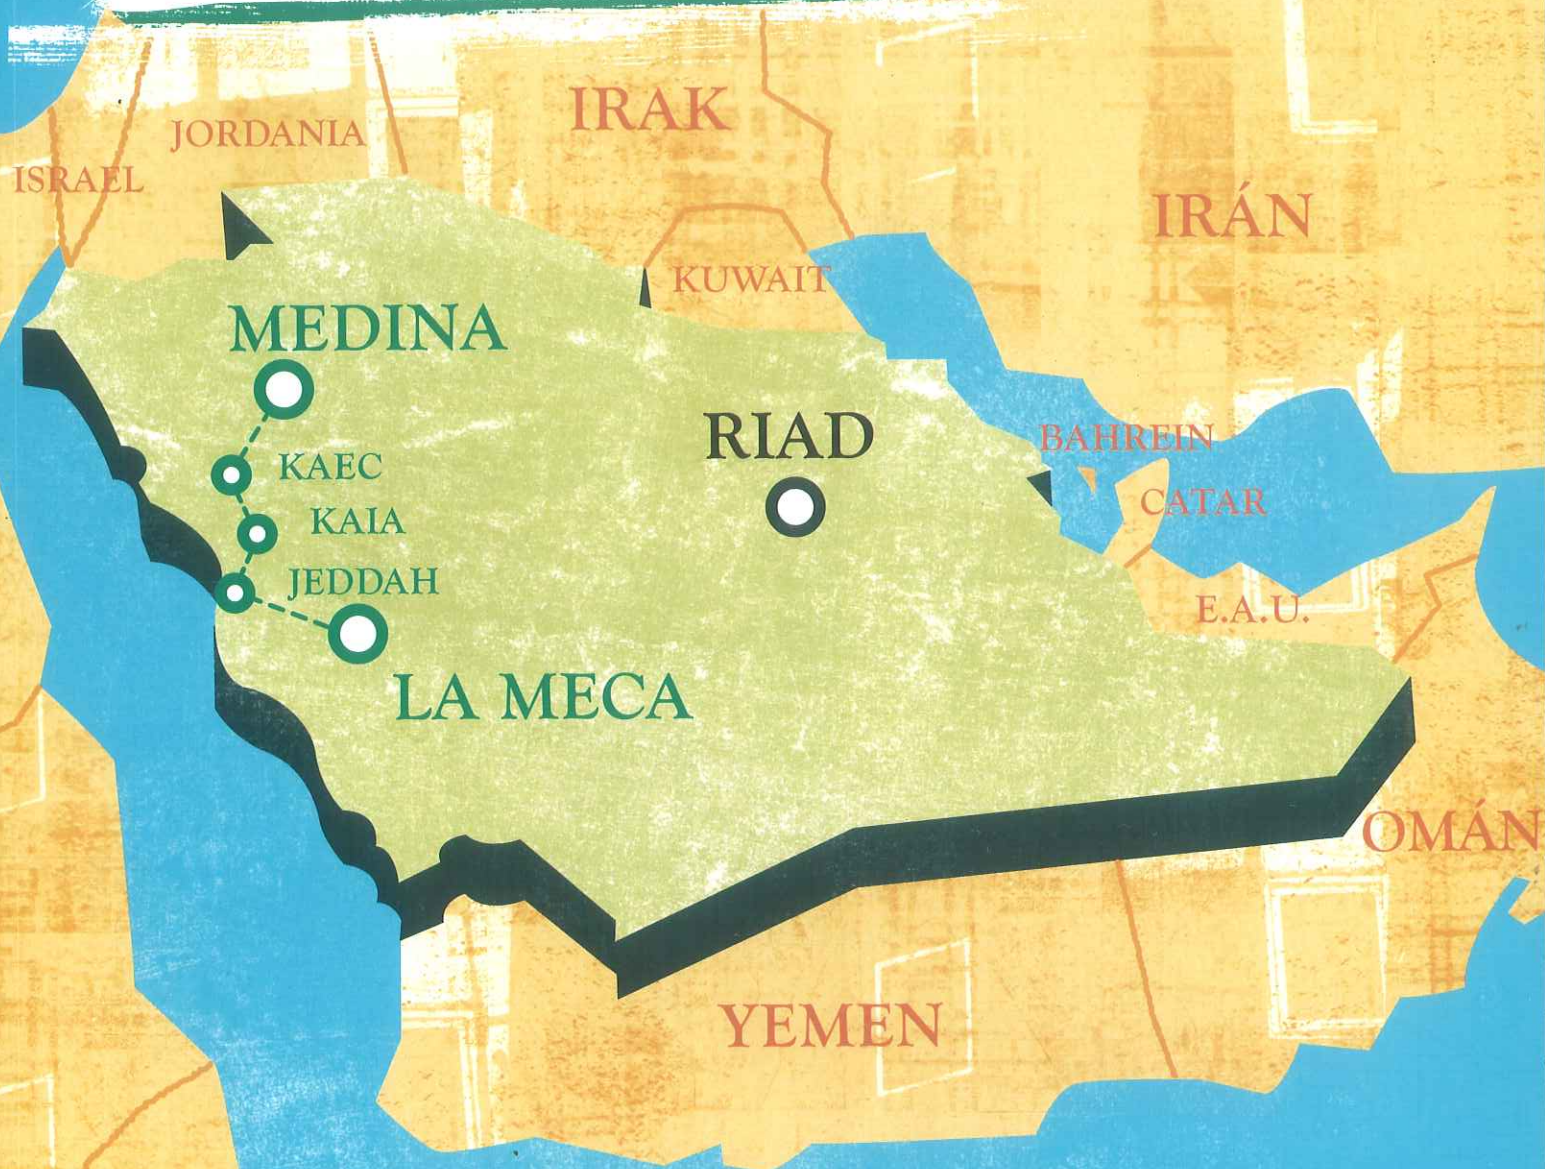 IRAK
JORDANIA
ISRAEL
IRÁN
KUWAIT
MEDINA
RIAD
BAHREIN
KAEC
CATAR
KAIA
JEDDAH
E.A.U.
LA MECA
OMÁN
YEMEN